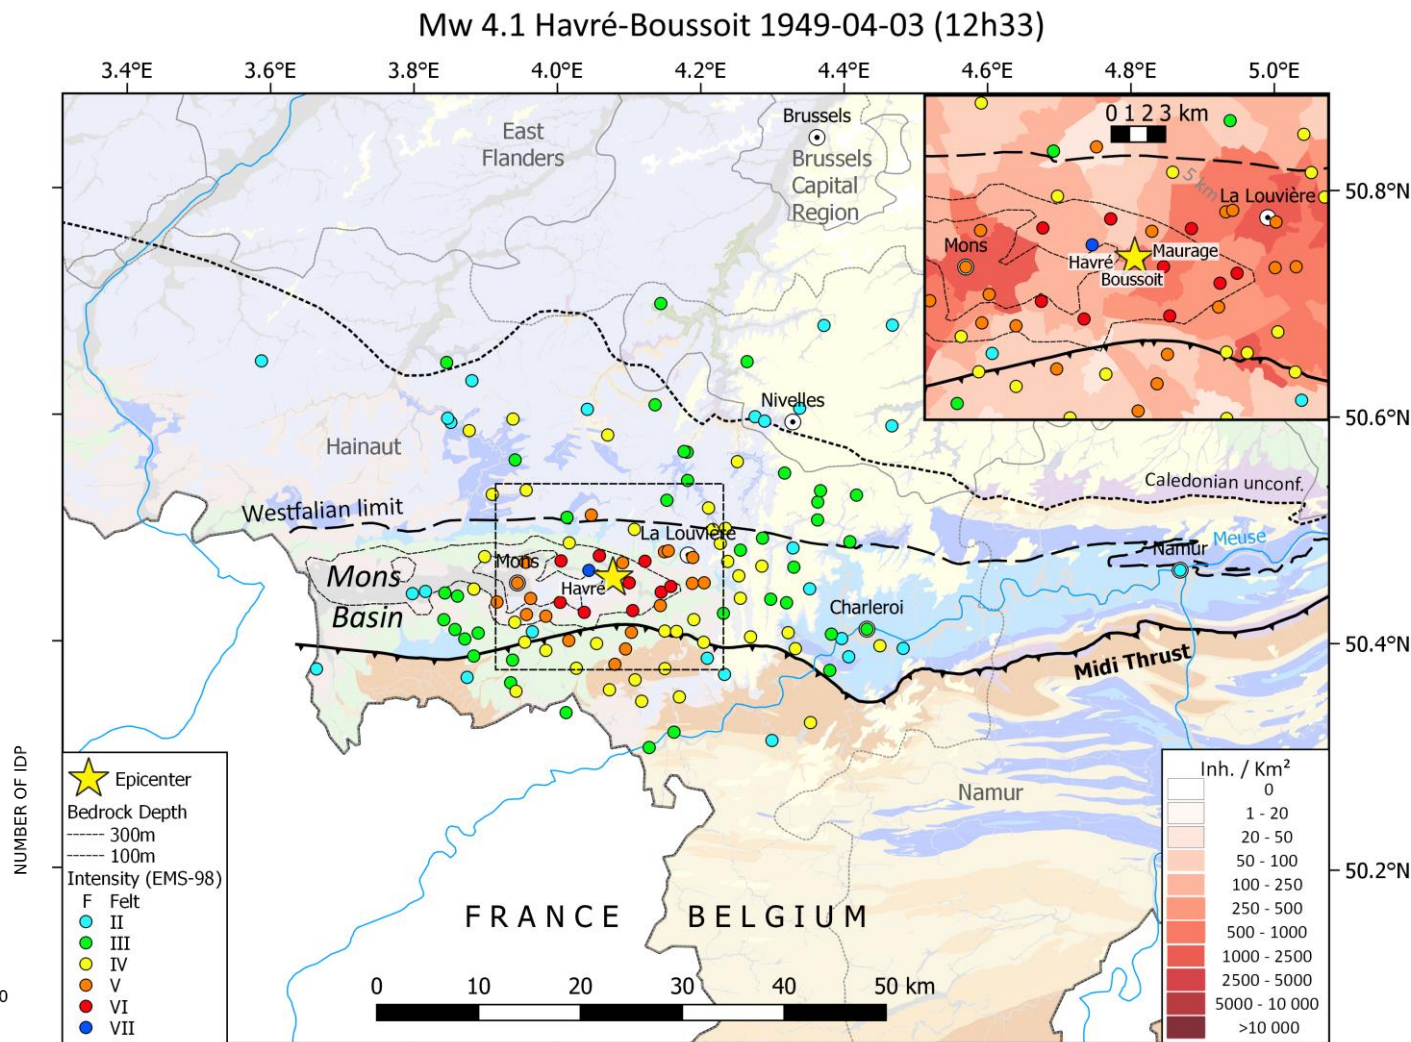 Mw 4.1 Havré-Boussoit 1949-04-03 (12h33)
3.4°E 3.6°E 3.8°E 4.0°E 4.2°E 4.4°E 4.6°E 4.8°E 5.0°E
0 1 2 3 km
Brussels
East
Flanders
Brussels
Capital
Region
5 km
La Louvière
50.8°N
Mons
Maurage
Havré
Boussoit
Nivelles
50.6°N
Hainaut
Caledonian unconf.
Westfalian limit
La Louvière
Meuse
Namur
Mons
Mons
Havré
Basin
Charleroi
50.4°N
Midi Thrust
NUMBER OF IDP
Epicenter
Bedrock Depth
300m
100m
Intensity (EMS-98)
F Felt
II
III
IV
V
VI
VII
0
Namur
50.2°N
FRANCE BELGIUM
0 10 20 30 40 50 km
Inh. / Km²
0
1 - 20
20 - 50
50 - 100
100 - 250
250 - 500
500 - 1000
1000 - 2500
2500 - 5000
5000 - 10 000
>10 000